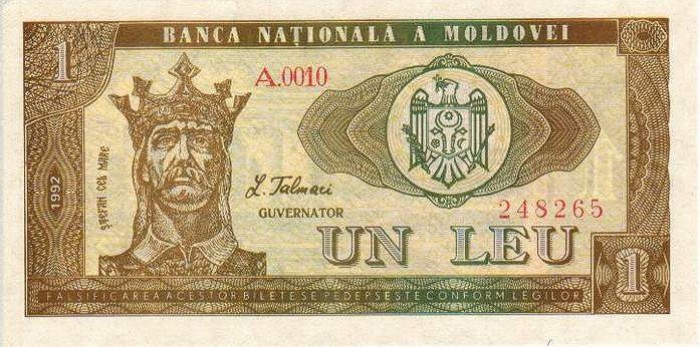 BANCA NAȚIONALĂ A MOLDOVEI
1
A.0010
ȘTEFAN CEL MARE
1992
L. Talmaci
GUVERNATOR
248265
UN LEU
1
FALSIFICAREA ACESTOR BILETE SE PEDEPSEȘTE CONFORM LEGILOR